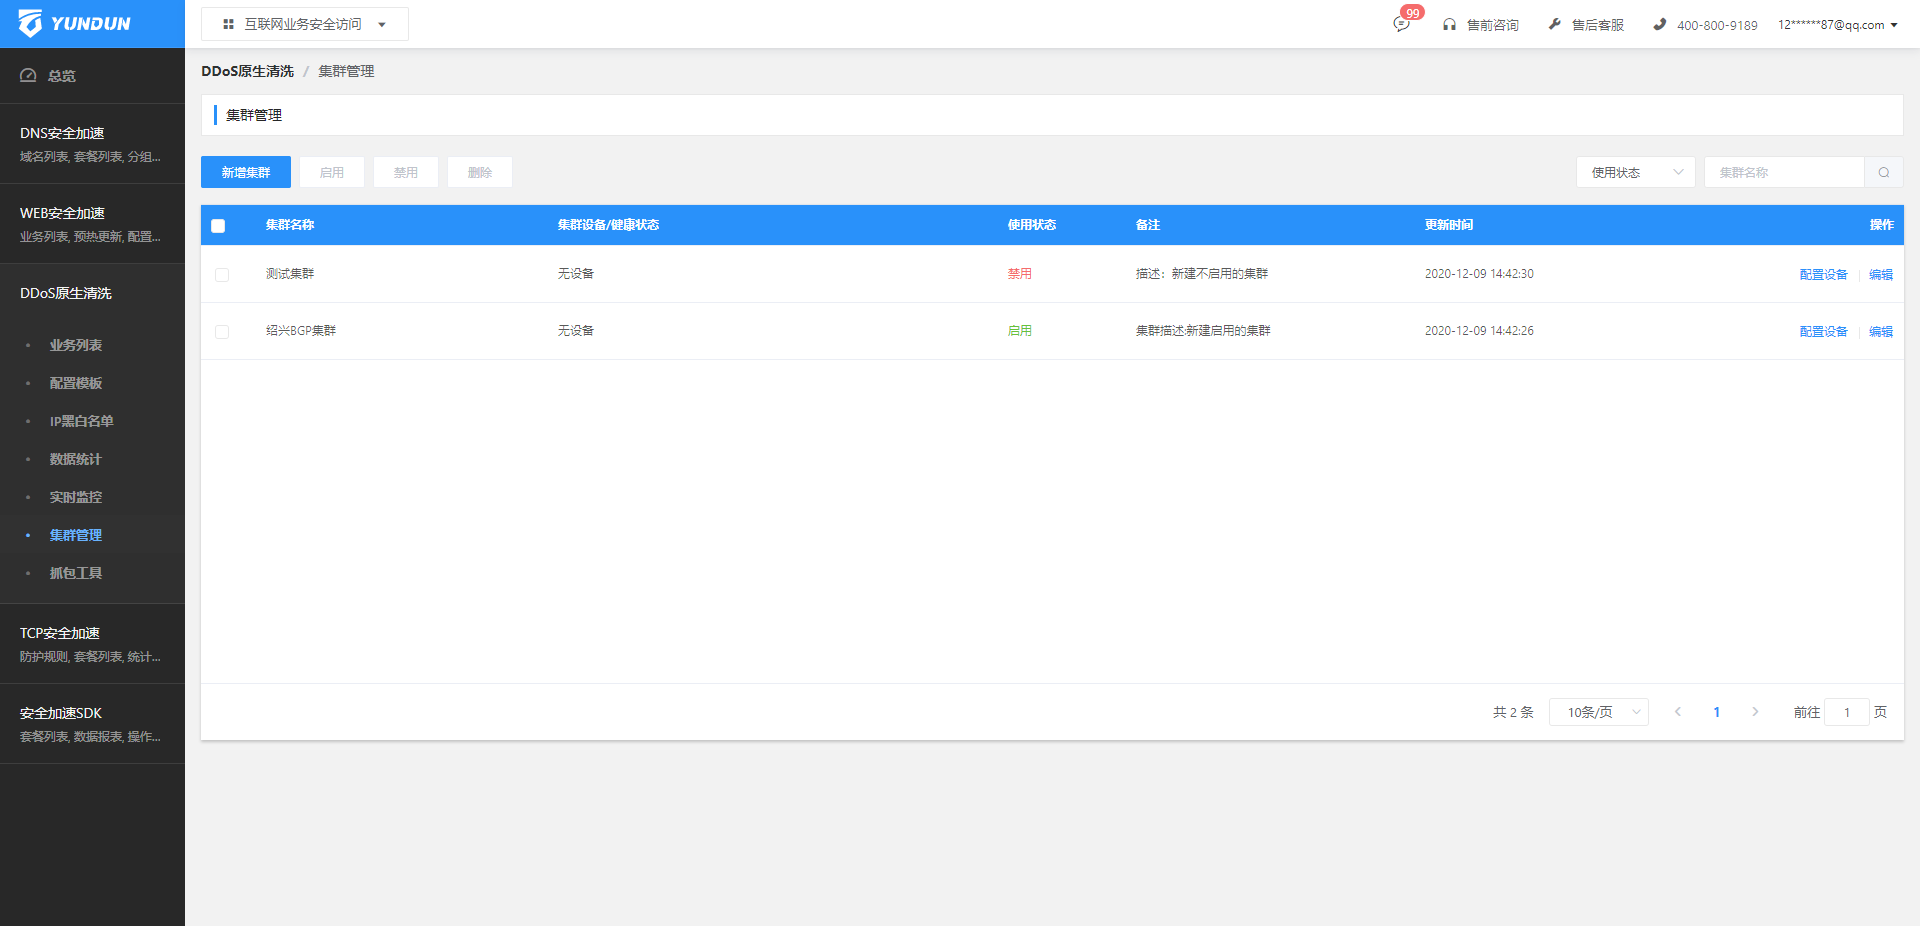 YUNDUN
互联网业务安全访问
99
售前咨询
售后客服
400-800-9189
12******87@qq.com
总览
DNS安全加速
域名列表, 套餐列表, 分组...
WEB安全加速
业务列表, 预热更新, 配置...
DDoS原生清洗
业务列表
配置模板
IP黑白名单
数据统计
实时监控
集群管理
抓包工具
TCP安全加速
防护规则, 套餐列表, 统计...
安全加速SDK
套餐列表, 数据报表, 操作...
DDoS原生清洗 / 集群管理
集群管理
新增集群 启用 禁用 删除
使用状态 集群名称
集群名称 集群设备/健康状态 使用状态 备注 更新时间 操作
测试集群 无设备 禁用 描述：新建不启用的集群 2020-12-09 14:42:30 配置设备 编辑
绍兴BGP集群 无设备 启用 集群描述:新建启用的集群 2020-12-09 14:42:26 配置设备 编辑
共 2 条 10条/页 1 前往 1 页